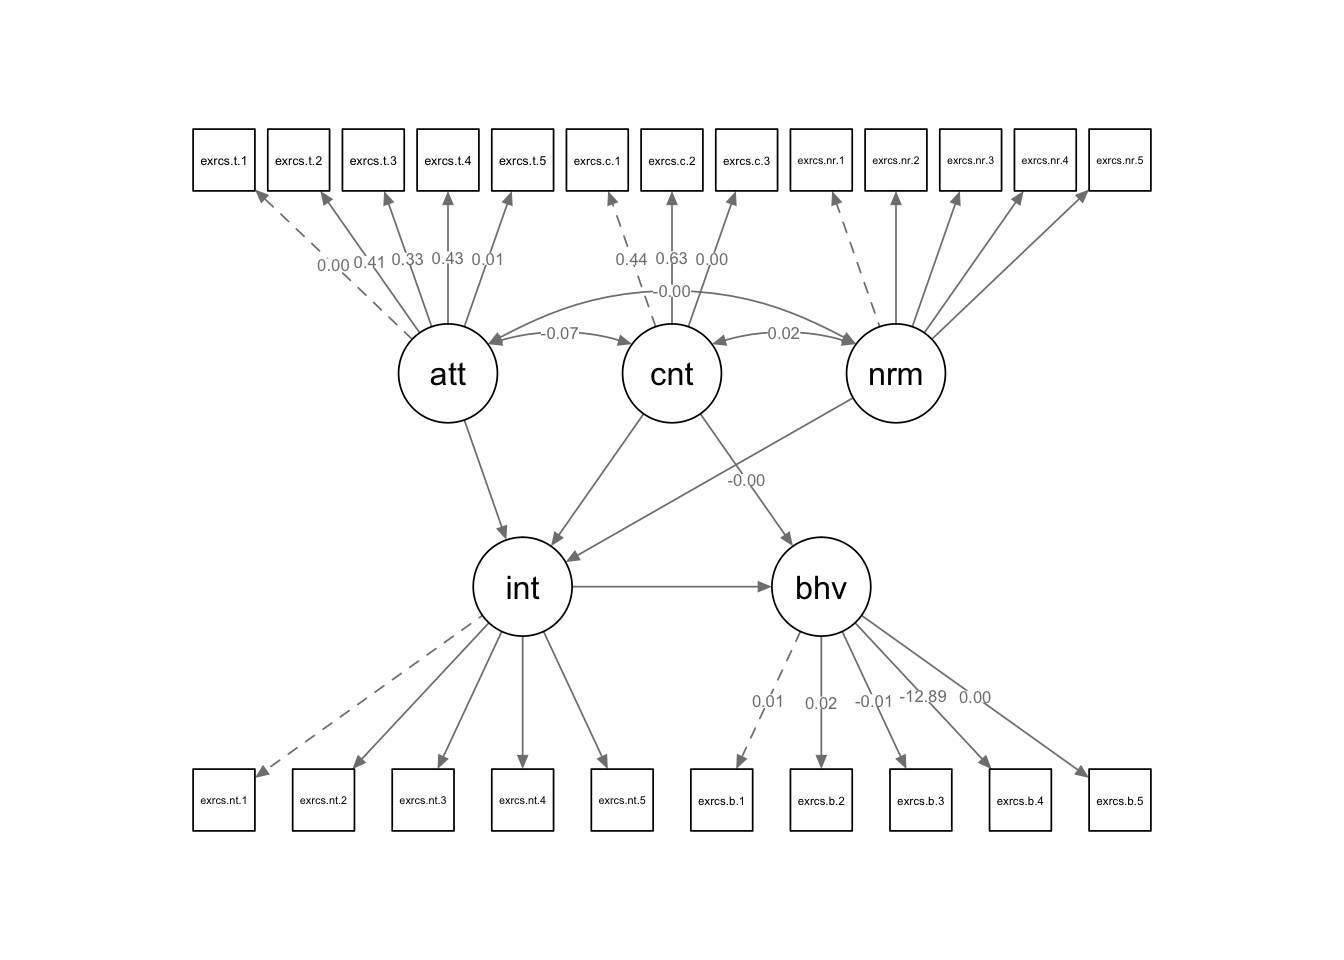 exrcs.t.1 exrcs.t.2 exrcs.t.3 exrcs.t.4 exrcs.t.5 exrcs.c.1 exrcs.c.2 exrcs.c.3 exrcs.nr.1 exrcs.nr.2 exrcs.nr.3 exrcs.nr.4 exrcs.nr.5
0.00 0.41 0.33 0.43 0.01 0.44 0.63 0.00
-0.00
-0.07 0.02
att cnt nrm
-0.00
int bhv
0.01 0.02 -0.01 -12.89 0.00
exrcs.nt.1 exrcs.nt.2 exrcs.nt.3 exrcs.nt.4 exrcs.nt.5 exrcs.b.1 exrcs.b.2 exrcs.b.3 exrcs.b.4 exrcs.b.5